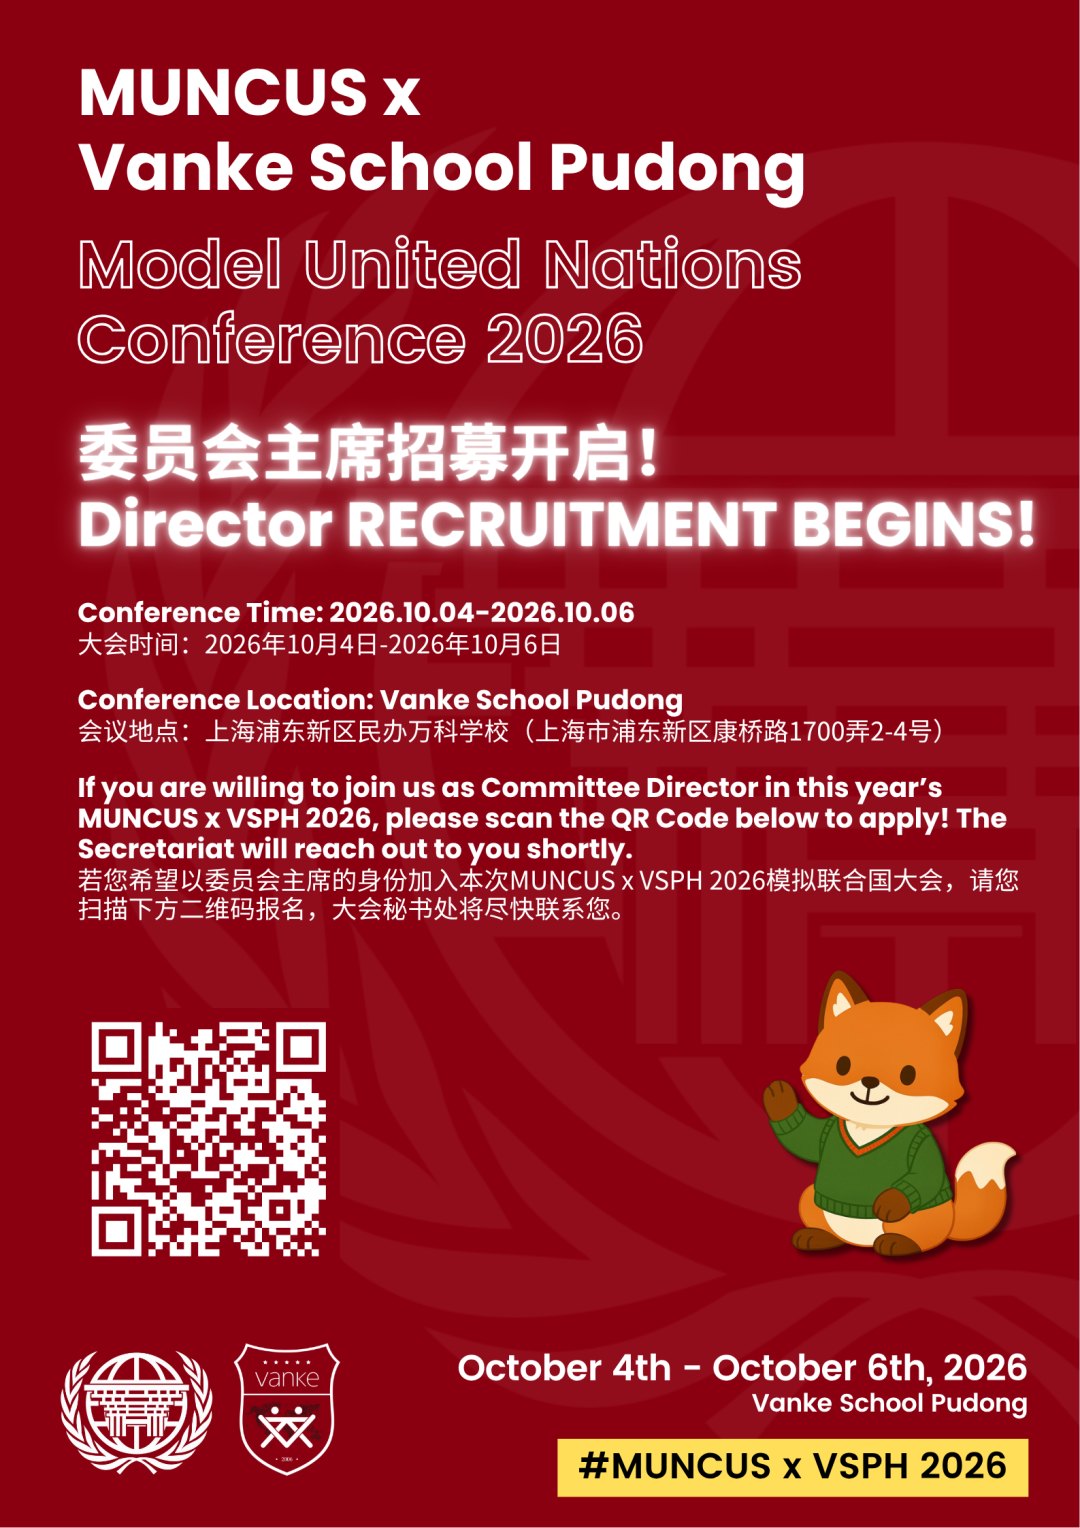 MUNCUS x
Vanke School Pudong
Model United Nations
Conference 2026
委员会主席招募开启！
Director RECRUITMENT BEGINS!
Conference Time: 2026.10.04-2026.10.06
大会时间：2026年10月4日-2026年10月6日
Conference Location: Vanke School Pudong
会议地点：上海浦东新区民办万科学校（上海市浦东新区康桥路1700弄2-4号）
If you are willing to join us as Committee Director in this year’s
MUNCUS x VSPH 2026, please scan the QR Code below to apply! The
Secretariat will reach out to you shortly.
若您希望以委员会主席的身份加入本次MUNCUS x VSPH 2026模拟联合国大会，请您
扫描下方二维码报名，大会秘书处将尽快联系您。
vanke
2006
October 4th - October 6th, 2026
Vanke School Pudong
#MUNCUS x VSPH 2026